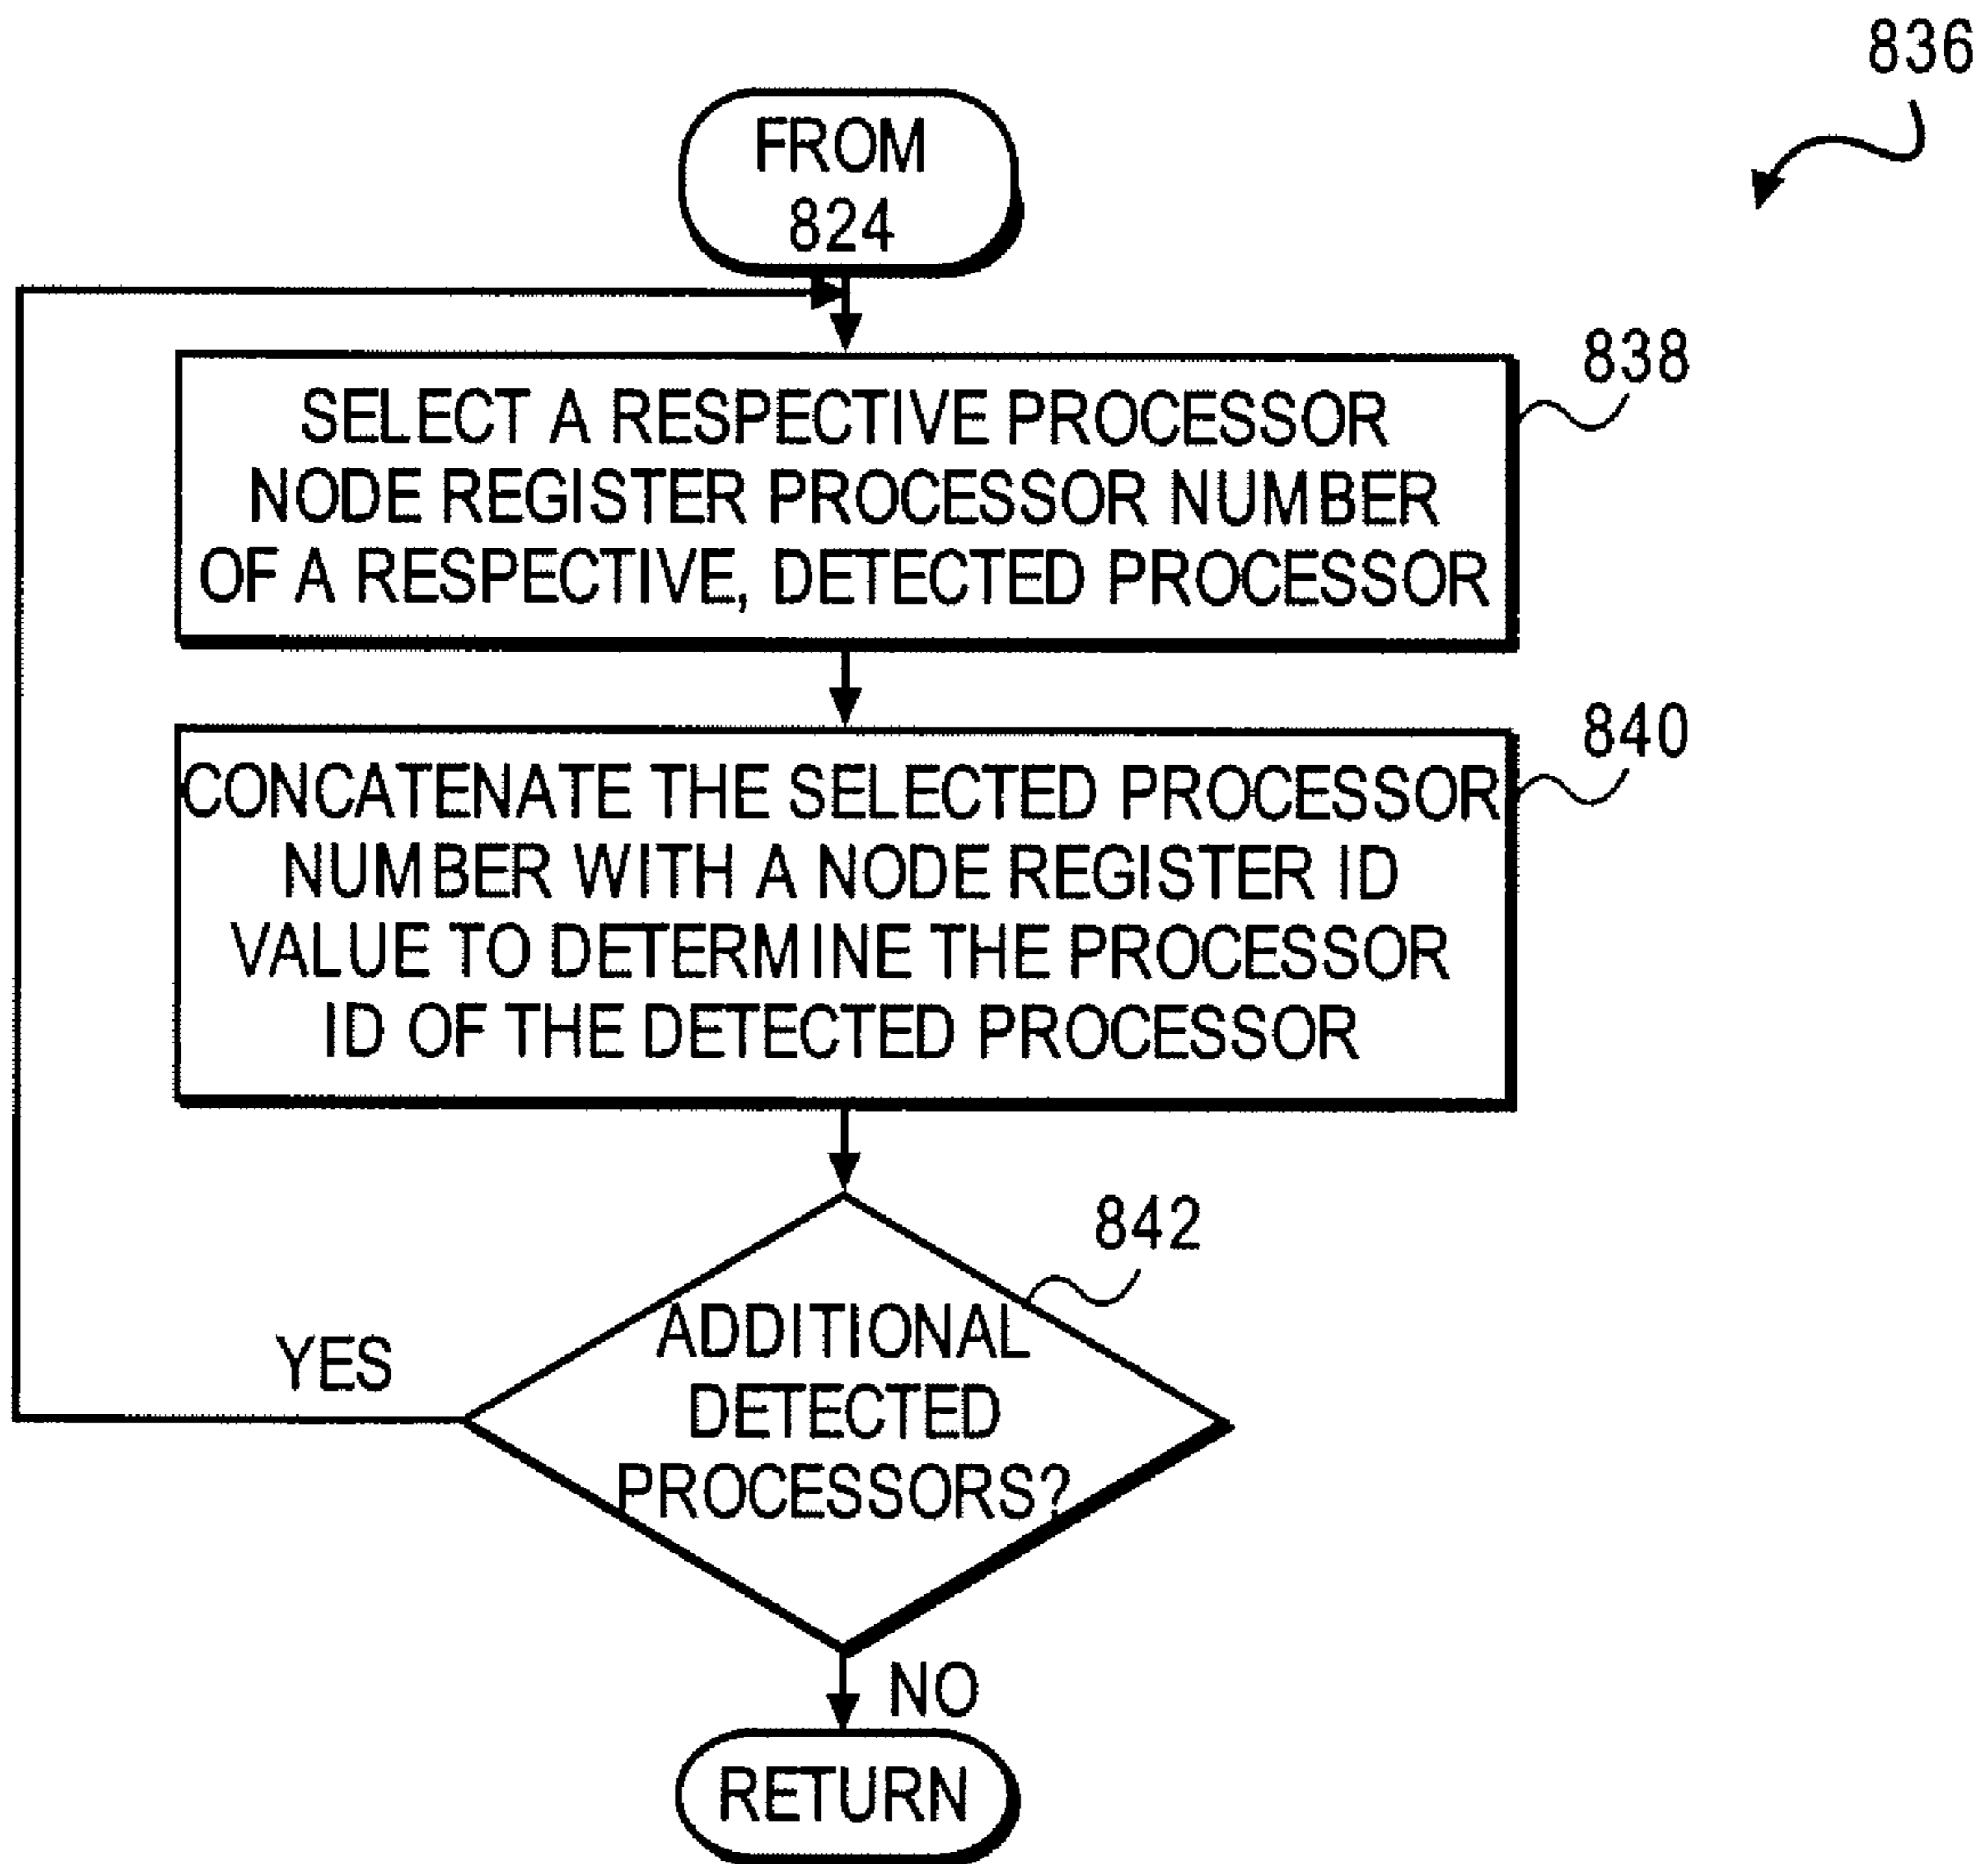 836
FROM
824
838
SELECT A RESPECTIVE PROCESSOR
NODE REGISTER PROCESSOR NUMBER
OF A RESPECTIVE, DETECTED PROCESSOR
840
CONCATENATE THE SELECTED PROCESSOR
NUMBER WITH A NODE REGISTER ID
VALUE TO DETERMINE THE PROCESSOR
ID OF THE DETECTED PROCESSOR
842
ADDITIONAL
DETECTED
PROCESSORS?
YES
NO
RETURN